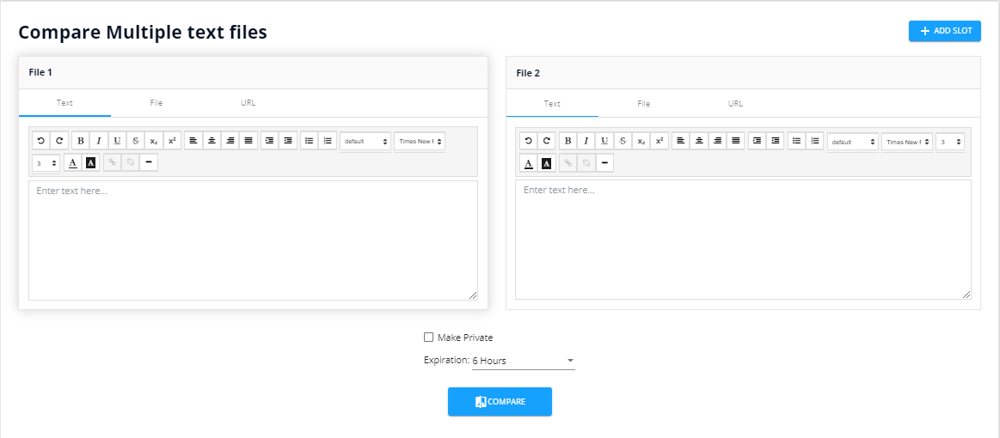 Compare Multiple text files
ADD SLOT
File 1
Text File URL
B I U S X₂ X²
default
Times New F
3
A A
Enter text here...
File 2
Text File URL
B I U S X₂ X²
default
Times New F
3
A A
Enter text here...
Make Private
Expiration: 6 Hours
COMPARE